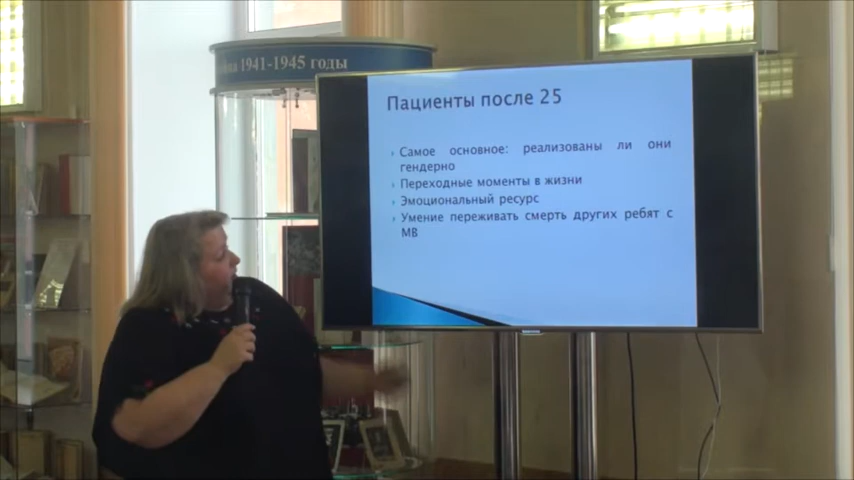 1941-1945 годы
Пациенты после 25
Самое основное: реализованы ли они
гендерно
Переходные моменты в жизни
Эмоциональный ресурс
Умение переживать смерть других ребят с
МВ